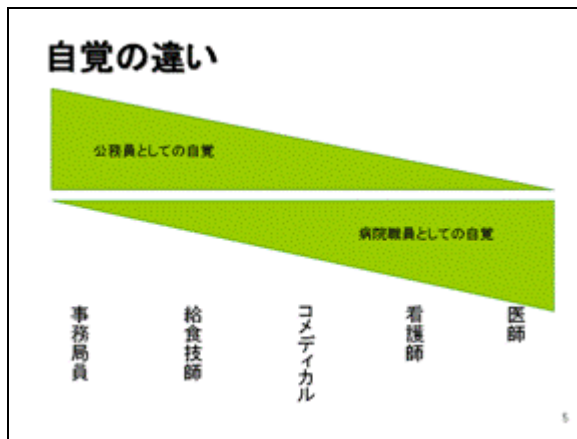 自覚の違い
公務員としての自覚
病院職員としての自覚
事務局員
給食技師
コメディカル
看護師
医師
5